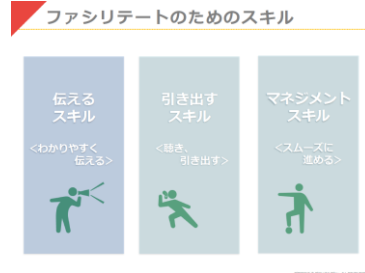 ファシリテートのためのスキル
伝える
スキル
<わかりやすく
伝える>
引き出す
スキル
<聴き、
引き出す>
マネジメント
スキル
<スムーズに
進める>